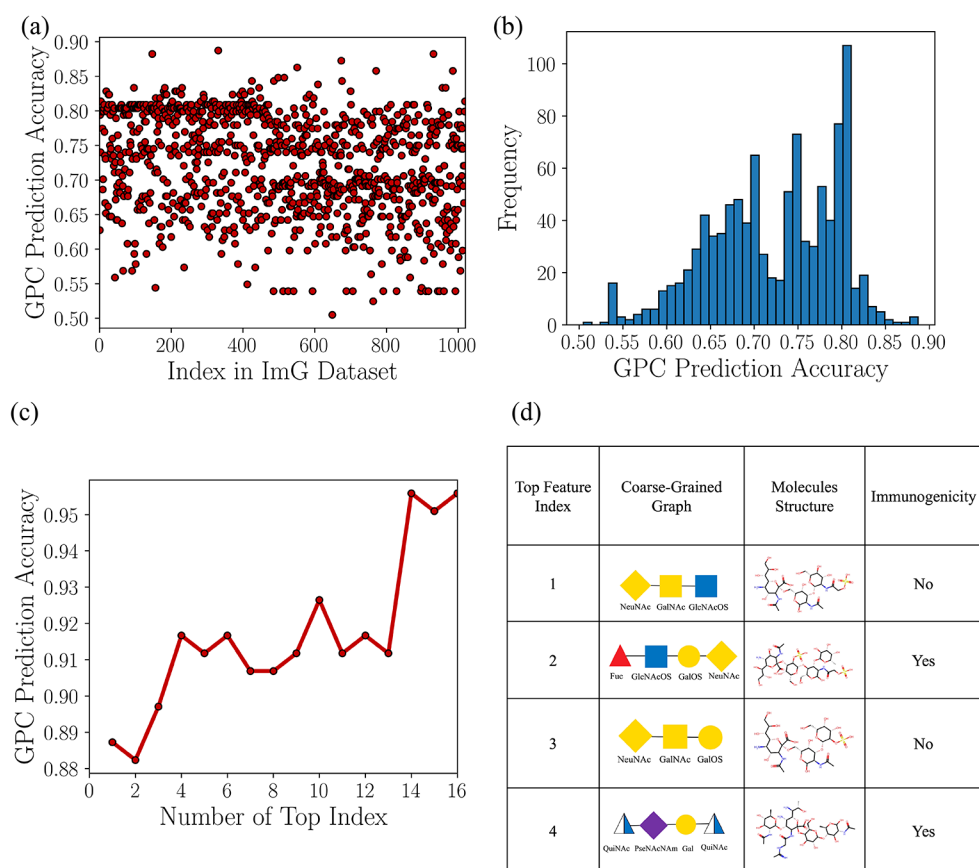 (a)
0.90
0.85
0.80
0.75
0.70
0.65
0.60
0.55
0.50
GPC Prediction Accuracy
0 200 400 600 800 1000
Index in ImG Dataset
(b)
100
80
60
40
20
0
Frequency
0.50 0.55 0.60 0.65 0.70 0.75 0.80 0.85 0.90
GPC Prediction Accuracy
(c)
0.95
0.94
0.93
0.92
0.91
0.90
0.89
0.88
GPC Prediction Accuracy
0 2 4 6 8 10 12 14 16
Number of Top Index
(d)
Top Feature
Index
Coarse-Grained
Graph
Molecules
Structure
Immunogenicity
1
NeuNAc GalNAc GlcNAcOS
No
2
Fuc GlcNAcOS GalOS NeuNAc
Yes
3
NeuNAc GalNAc GalOS
No
4
QuiNAc PseNAcNAm Gal QuiNAc
Yes